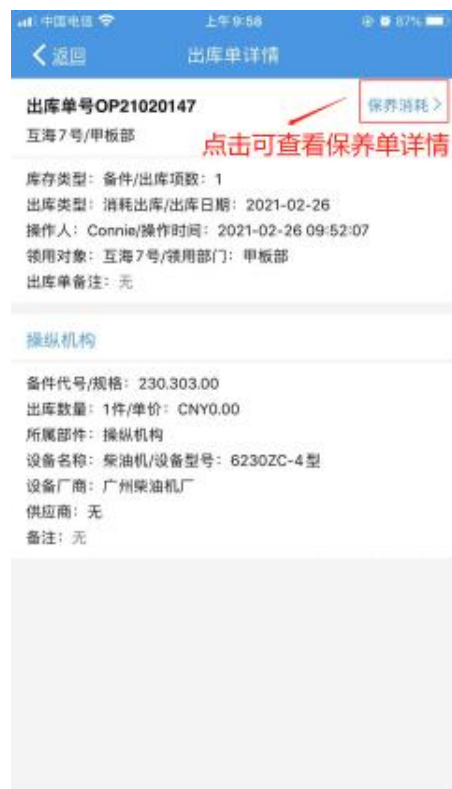 中国电信 上午9:58 87%
返回 出库单详情
出库单号OP21020147 保养消耗
互海7号/甲板部
点击可查看保养单详情
库存类型：备件/出库项数：1
出库类型：消耗出库/出库日期：2021-02-26
操作人：Connie/操作时间：2021-02-26 09:52:07
领用对象：互海7号/领用部门：甲板部
出库单备注：无
操纵机构
备件代号/规格：230.303.00
出库数量：1件/单价：CNY0.00
所属部件：操纵机构
设备名称：柴油机/设备型号：6230ZC-4型
设备厂商：广州柴油机厂
供应商：无
备注：无